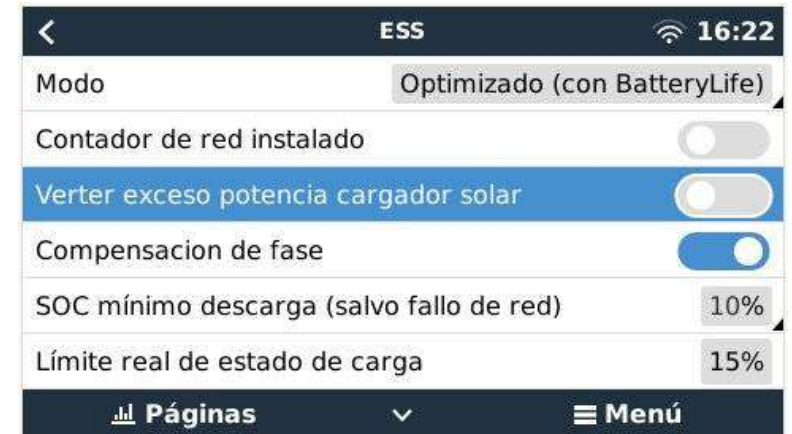 ESS 16:22
Modo Optimizado (con BatteryLife)
Contador de red instalado
Verter exceso potencia cargador solar
Compensacion de fase
SOC mínimo descarga (salvo fallo de red) 10%
Límite real de estado de carga 15%
Páginas Menú